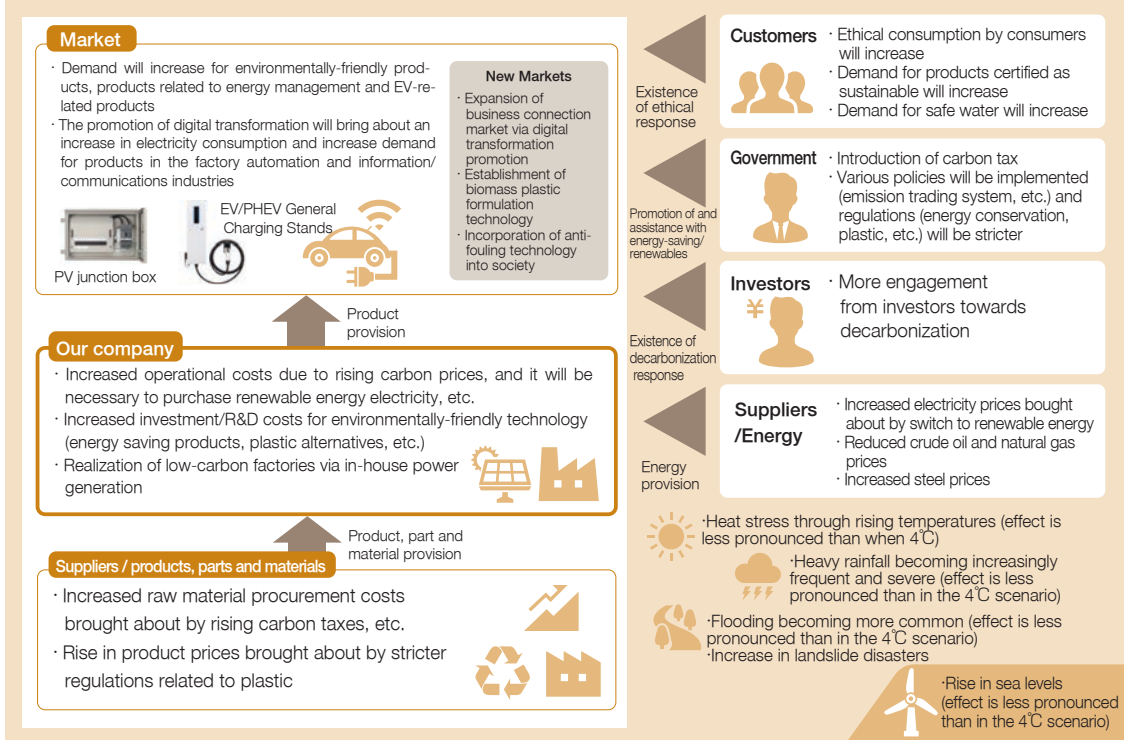 Market
· Demand will increase for environmentally-friendly prod-
ucts, products related to energy management and EV-re-
lated products
· The promotion of digital transformation will bring about an
increase in electricity consumption and increase demand
for products in the factory automation and information/
communications industries
PV junction box
EV/PHEV General
Charging Stands
New Markets
· Expansion of
business connection
market via digital
transformation
promotion
· Establishment of
biomass plastic
formulation
technology
· Incorporation of anti-
fouling technology
into society
Product
provision
Our company
· Increased operational costs due to rising carbon prices, and it will be
necessary to purchase renewable energy electricity, etc.
· Increased investment/R&D costs for environmentally-friendly technology
(energy saving products, plastic alternatives, etc.)
· Realization of low-carbon factories via in-house power
generation
Product, part and
material provision
Suppliers / products, parts and materials
· Increased raw material procurement costs
brought about by rising carbon taxes, etc.
· Rise in product prices brought about by stricter
regulations related to plastic
Existence
of ethical
response
Customers
· Ethical consumption by consumers
will increase
· Demand for products certified as
sustainable will increase
· Demand for safe water will increase
Promotion of and
assistance with
energy-saving/
renewables
Government
· Introduction of carbon tax
· Various policies will be implemented
(emission trading system, etc.) and
regulations (energy conservation,
plastic, etc.) will be stricter
Existence of
decarbonization
response
Investors
¥
· More engagement
from investors towards
decarbonization
Energy
provision
Suppliers
/Energy
· Increased electricity prices bought
about by switch to renewable energy
· Reduced crude oil and natural gas
prices
· Increased steel prices
·Heat stress through rising temperatures (effect is
less pronounced than when 4℃)
·Heavy rainfall becoming increasingly
frequent and severe (effect is less
pronounced than in the 4℃ scenario)
·Flooding becoming more common (effect is less
pronounced than in the 4℃ scenario)
·Increase in landslide disasters
·Rise in sea levels
(effect is less pronounced
than in the 4℃ scenario)